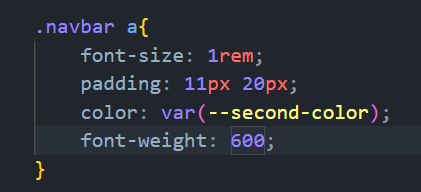 .navbar a{
    font-size: 1rem;
    padding: 11px 20px;
    color: var(--second-color);
    font-weight: 600;
}